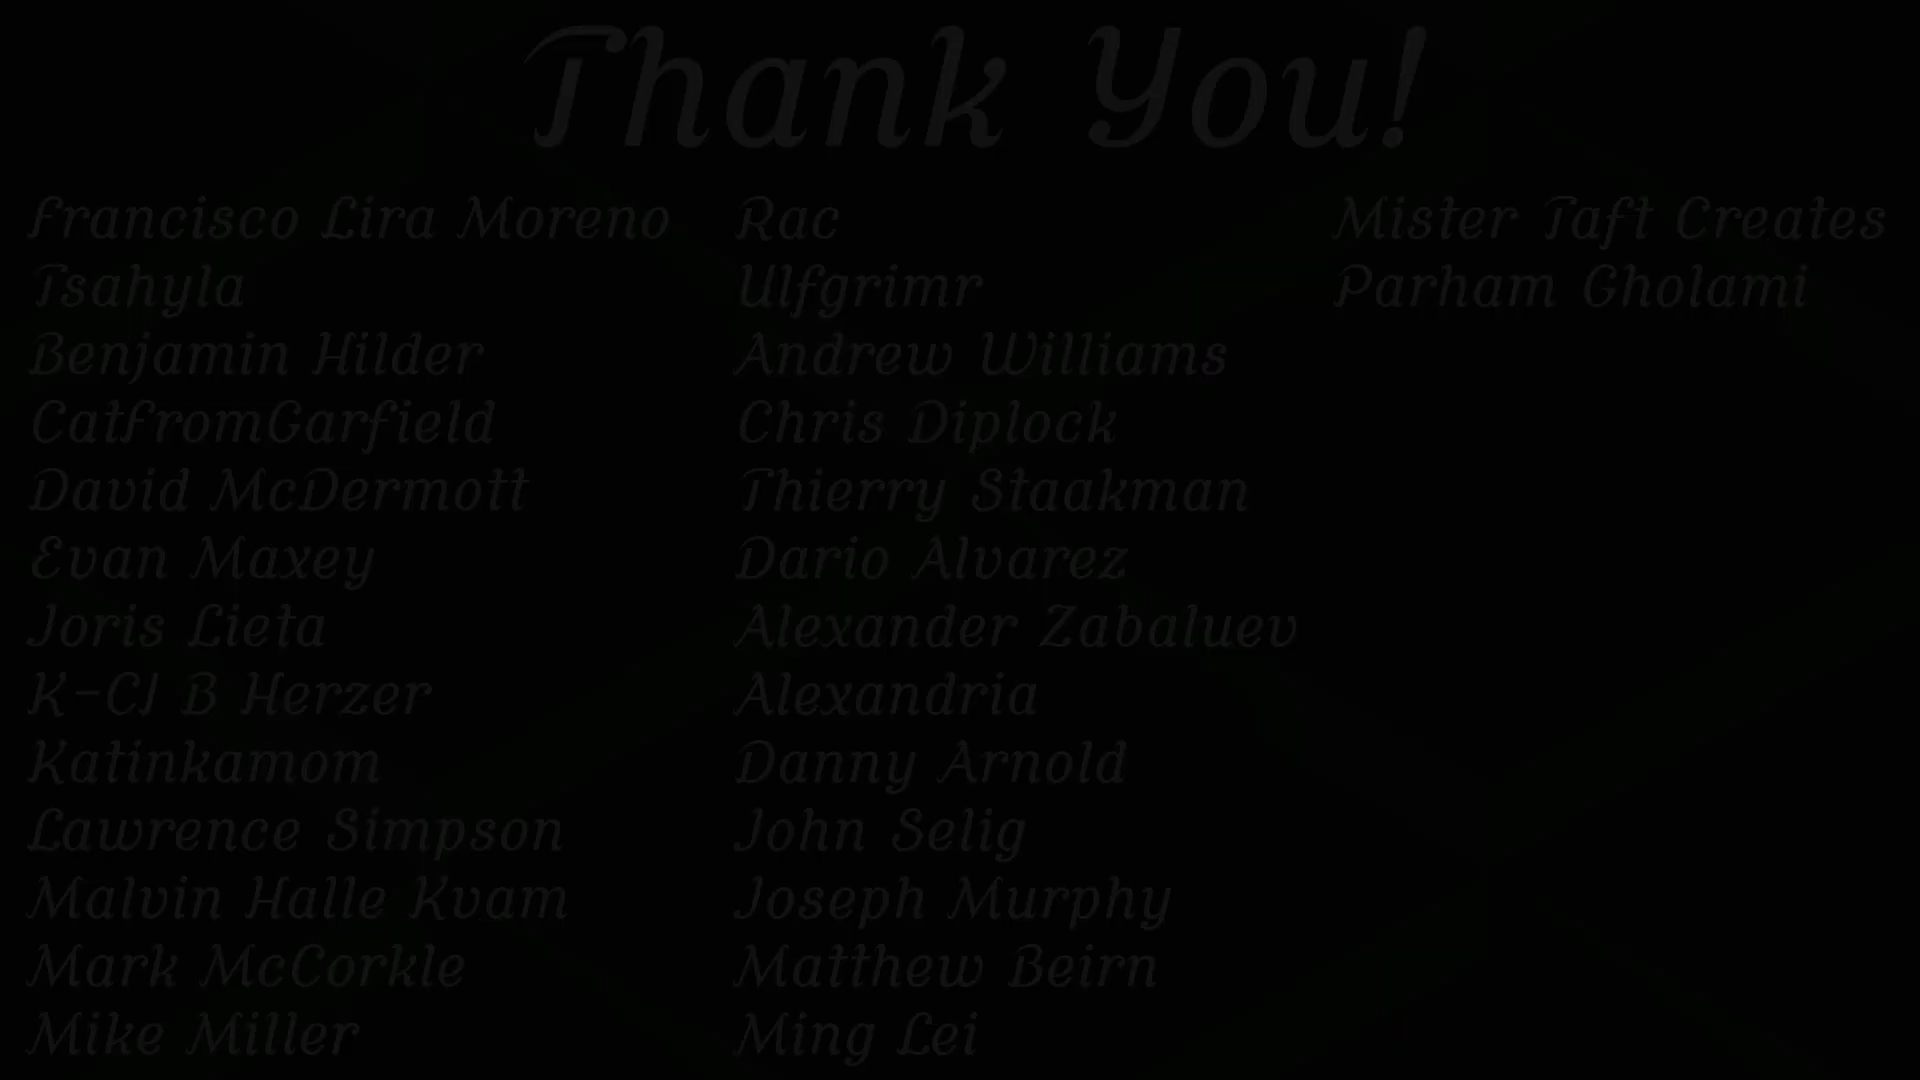 Thank You!
Francisco Lira Moreno
Tsahyla
Benjamin Hilder
CatFromGarfield
David McDermott
Evan Maxey
Joris Lieta
K-CJ B Herzer
Katinkamom
Lawrence Simpson
Malvin Halle Kvam
Mark McCorkle
Mike Miller
Rac
Ulfgrimr
Andrew Williams
Chris Diplock
Thierry Staakman
Dario Alvarez
Alexander Zabaluev
Alexandria
Danny Arnold
John Selig
Joseph Murphy
Matthew Beirn
Ming Lei
Mister Taft Creates
Parham Gholami